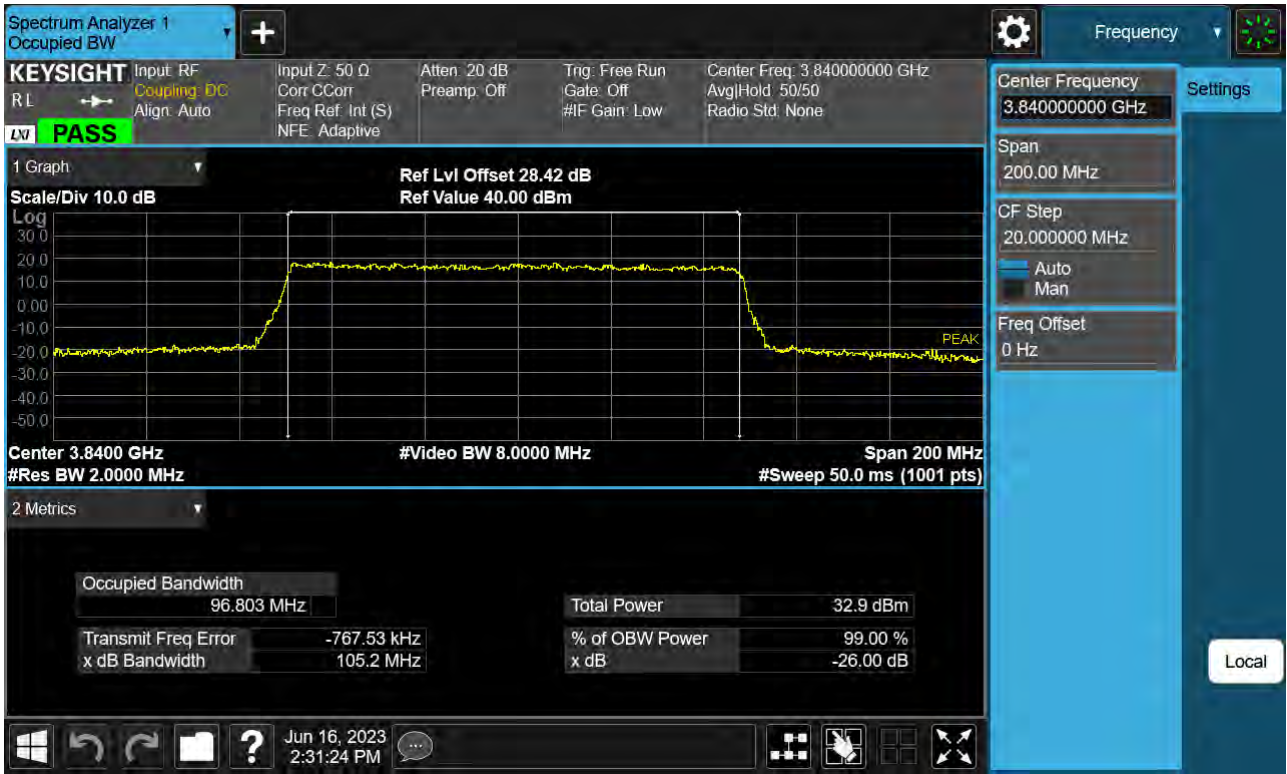 Spectrum Analyzer 1
Occupied BW
Frequency
KEYSIGHT
RL
LXI PASS
Input: RF
Coupling: DC
Align: Auto
Input Z: 50 Ω
Corr CCorr
Freq Ref: Int (S)
NFE: Adaptive
Atten: 20 dB
Preamp: Off
Trig: Free Run
Gate: Off
#IF Gain: Low
Center Freq: 3.840000000 GHz
Avg|Hold: 50/50
Radio Std: None
Center Frequency
3.840000000 GHz
Settings
Span
200.00 MHz
CF Step
20.000000 MHz
Auto
Man
Freq Offset
0 Hz
Local
1 Graph
Scale/Div 10.0 dB
Ref Lvl Offset 28.42 dB
Ref Value 40.00 dBm
Log
30.0
20.0
10.0
0.00
-10.0
-20.0
-30.0
-40.0
-50.0
PEAK
Center 3.8400 GHz
#Video BW 8.0000 MHz
Span 200 MHz
#Res BW 2.0000 MHz
#Sweep 50.0 ms (1001 pts)
2 Metrics
Occupied Bandwidth
96.803 MHz
Total Power 32.9 dBm
Transmit Freq Error -767.53 kHz
% of OBW Power 99.00 %
x dB Bandwidth 105.2 MHz
x dB -26.00 dB
Jun 16, 2023
2:31:24 PM